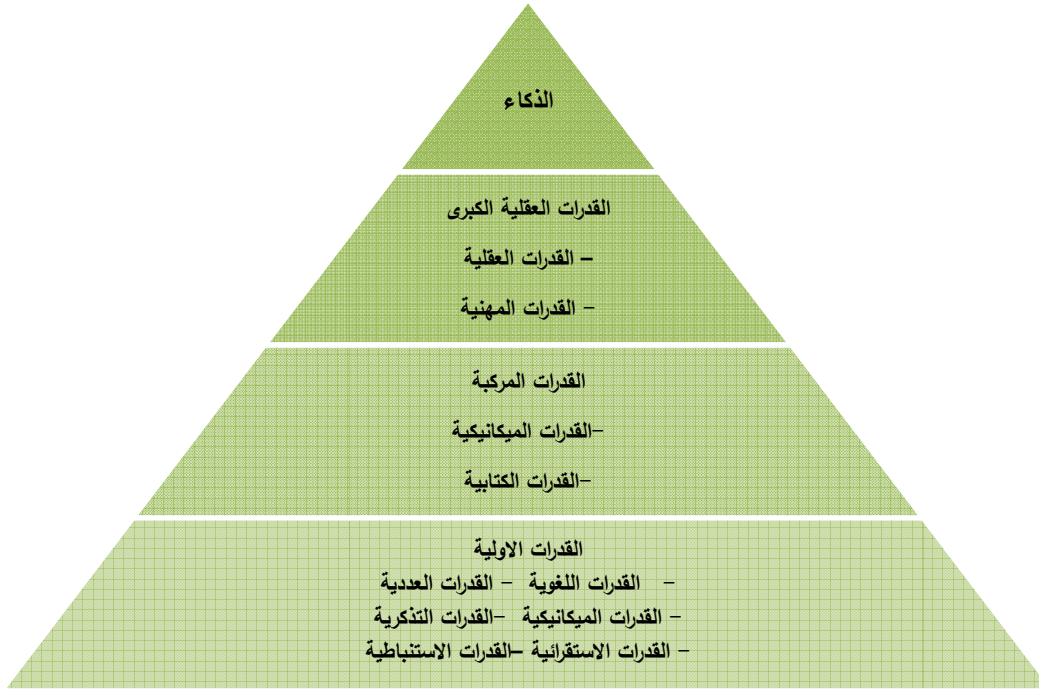 الذكاء
القدرات العقلية الكبرى
– القدرات العقلية
– القدرات المهنية
القدرات المركبة
–القدرات الميكانيكية
–القدرات الكتابية
القدرات الاولية
– القدرات اللغوية – القدرات العددية
– القدرات الميكانيكية –القدرات التذكرية
– القدرات الاستقرائية –القدرات الاستنباطية